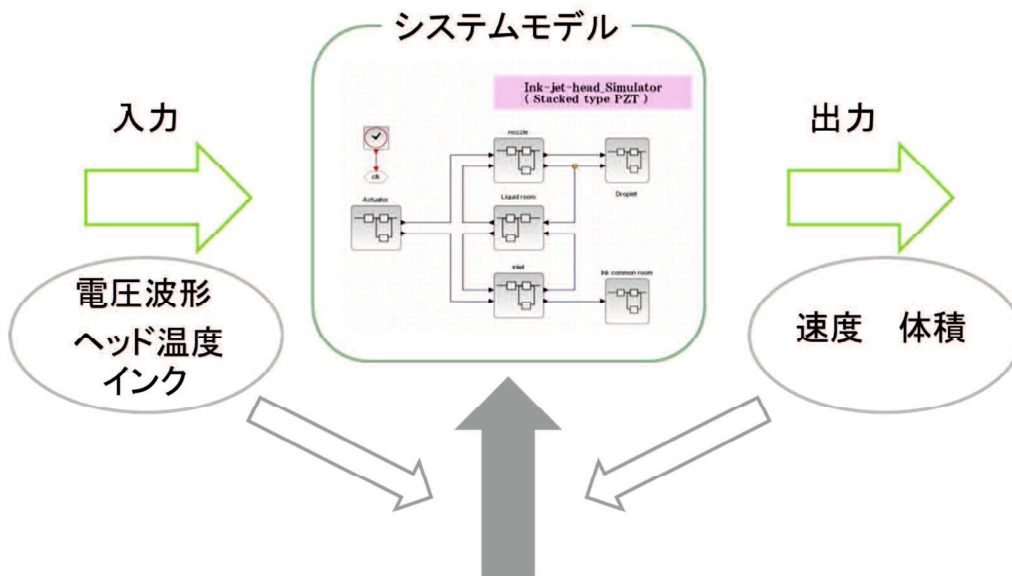 システムモデル
Ink-jet-head_Simulator
( Stacked type PZT )
入力
出力
nozzle
clk
Droplet
Actuator
Liquid room
inlet
Ink common room
電圧波形
ヘッド温度
インク
速度 体積